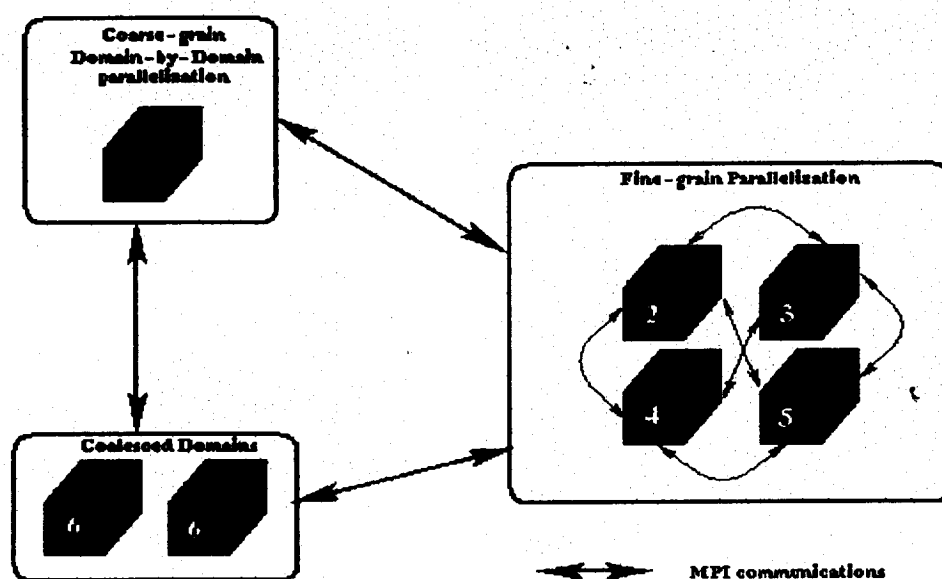 Coarse-grain
Domain-by-Domain
parallelization
Fine-grain Parallelization
2
3
4
5
Coalesced Domains
6
6
MPI communications